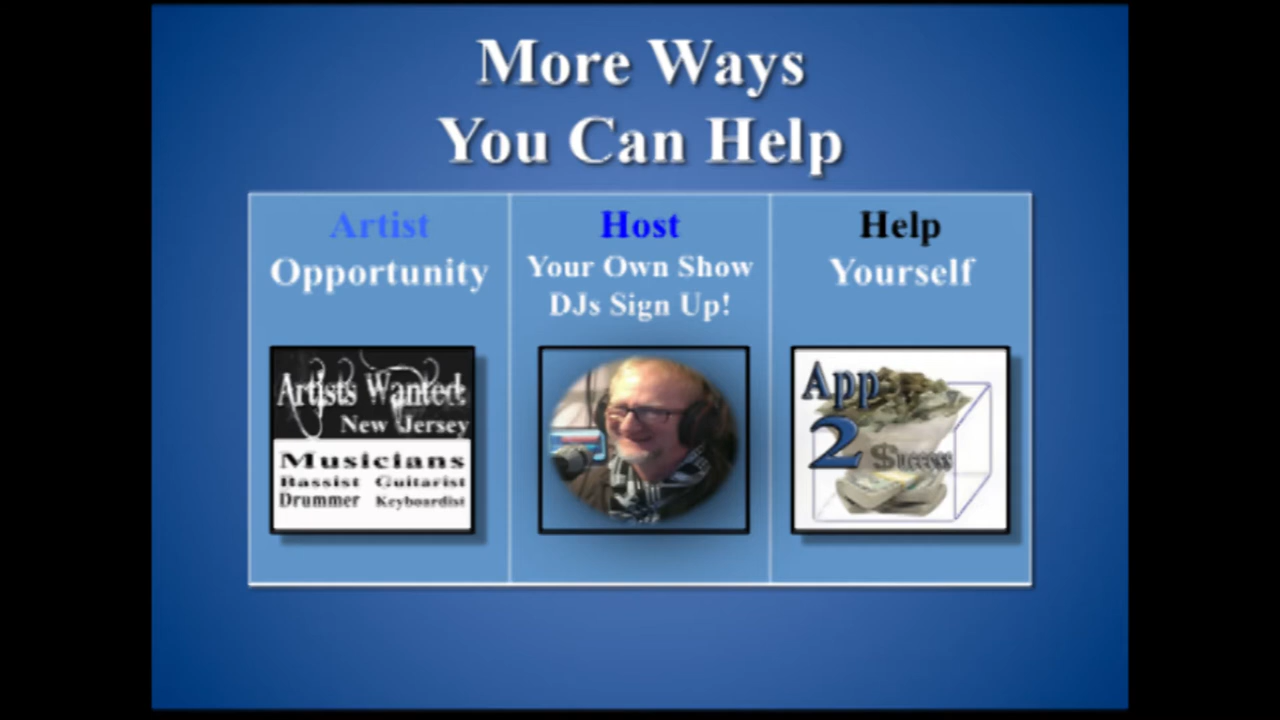 More Ways
You Can Help
Artist
Opportunity
Artists Wanted:
New Jersey
Musicians
Bassist Guitarist
Drummer Keyboardist
Host
Your Own Show
DJs Sign Up!
Help
Yourself
App
2 $uccess